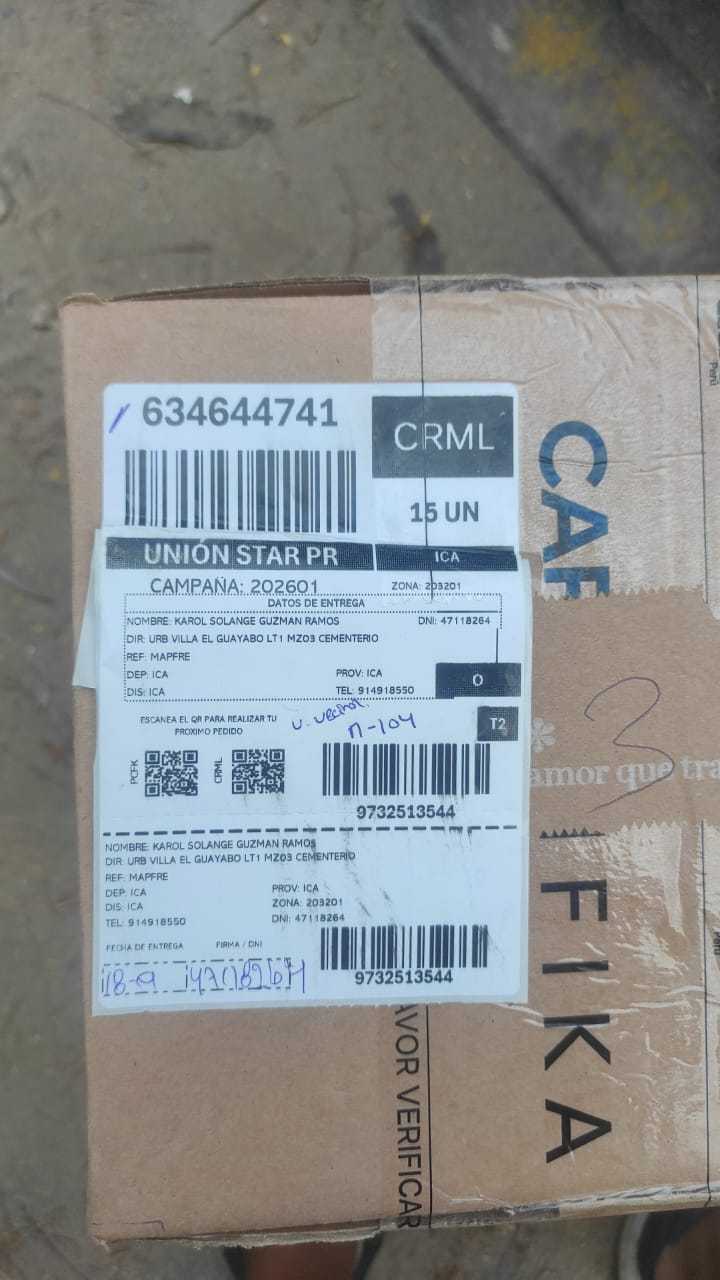 634644741
CRML
15 UN
UNIÓN STAR PR
ICA
CAMPAÑA: 202601
ZONA: 203201
DATOS DE ENTREGA
NOMBRE: KAROL SOLANGE GUZMAN RAMOS DNI: 47118264
DIR: URB VILLA EL GUAYABO LT1 MZ03 CEMENTERIO
REF: MAPFRE
DEP: ICA PROV: ICA
DIS: ICA TEL: 914918550
O
T2
ESCANEA EL QR PARA REALIZAR TU
PROXIMO PEDIDO
PCFK
CRML
9732513544
NOMBRE: KAROL SOLANGE GUZMAN RAMOS
DIR: URB VILLA EL GUAYABO LT1 MZ03 CEMENTERIO
REF: MAPFRE
DEP: ICA PROV: ICA
DIS: ICA ZONA: 203201
TEL: 914918550 DNI: 47118264
FECHA DE ENTREGA FIRMA / DNI
9732513544
3
amor que tra
FIKA
AVOR VERIFICAR